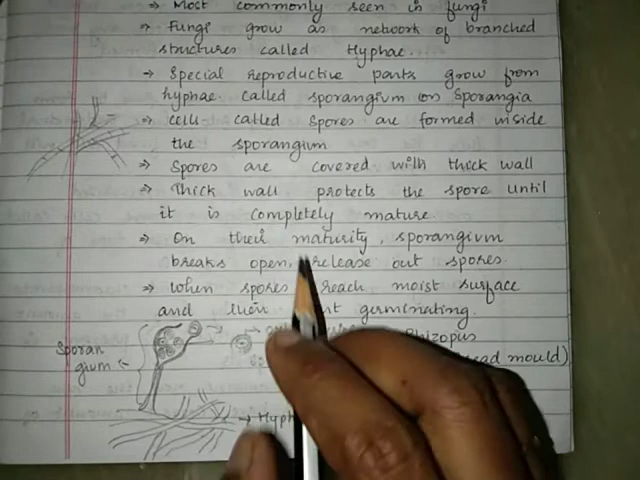 → Most commonly seen in fungi
→ Fungi grow as network of branched
structures called Hyphae...
→ Special reproductive parts grow from
hyphae called sporangium (or) Sporangia
→ Cells called Spores are formed inside
the sporangium
→ Spores are covered with thick wall
→ Thick wall protects the spore until
it is completely mature.
→ On their maturity, sporangium
breaks open, release out spores.
→ When spores reach moist surface
and germinating.
Sporan
gium
Rhizopus
mould)
→ Hyph